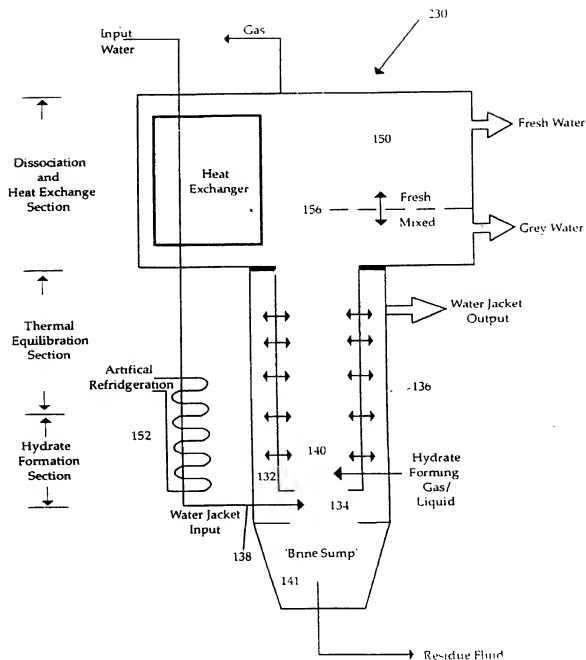 230
Input
Water
Gas
Dissociation
and
Heat Exchange
Section
Heat
Exchanger
150
Fresh Water
156
Fresh
Mixed
Grey Water
Thermal
Equilibration
Section
Water Jacket
Output
Artifical
Refridgeration
136
152
Hydrate
Formation
Section
140
132
Hydrate
Forming
Gas/
Liquid
134
Water Jacket
Input
138
'Brine Sump'
141
Residue Fluid